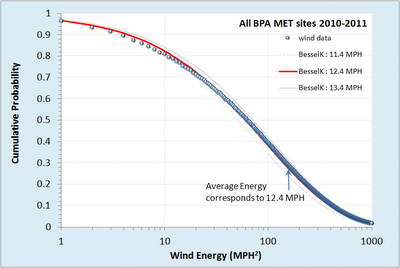 All BPA MET sites 2010-2011
wind data
BesselK : 11.4 MPH
BesselK : 12.4 MPH
BesselK : 13.4 MPH
Cumulative Probability
1
0.9
0.8
0.7
0.6
0.5
0.4
0.3
0.2
0.1
0
Average Energy
corresponds to 12.4 MPH
1 10 100 1000
Wind Energy (MPH²)